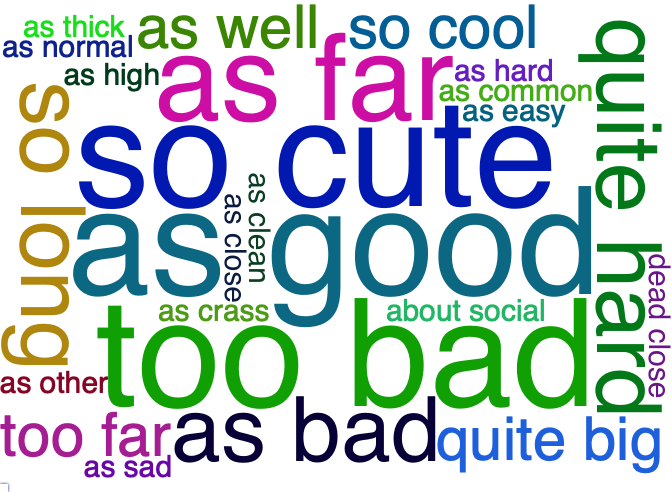 as thick
as well
so cool
as normal
as high
as far
as hard
as common
as easy
quite hard
so long
so cute
as clean
as close
as good
dead close
as crass
about social
too bad
as other
too far
as bad
quite big
as sad